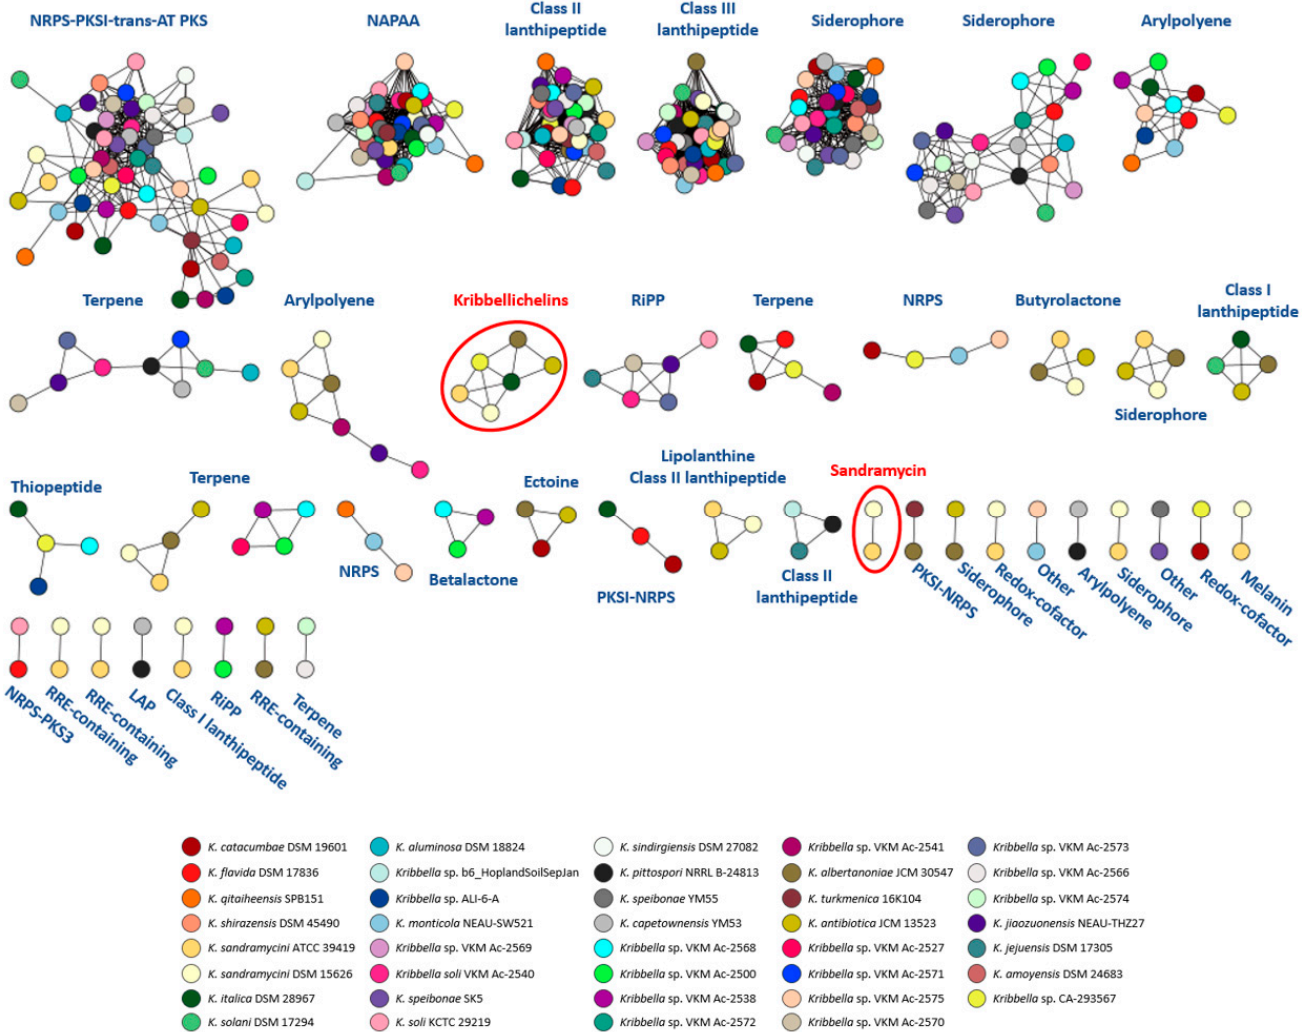 NRPS-PKSI-trans-AT PKS
NAPAA
Class II
lanthipeptide
Class III
lanthipeptide
Siderophore
Siderophore
Arylpolyene
Terpene
Arylpolyene
Kribbellichelins
RiPP
Terpene
NRPS
Butyrolactone
Siderophore
Class I
lanthipeptide
Thiopeptide
Terpene
NRPS
Betalactone
Ectoine
PKSI-NRPS
Lipolanthine
Class II lanthipeptide
Class II
lanthipeptide
Sandramycin
PKSI-NRPS
Siderophore
Redox-cofactor
Other
Arylpolyene
Siderophore
Other
Redox-cofactor
Melanin
NRPS-PKS3
RRE-containing
RRE-containing
LAP
Class I lanthipeptide
RiPP
RRE-containing
Terpene
K. catacumbae DSM 19601
K. flavida DSM 17836
K. qitaiheensis SPB151
K. shirazensis DSM 45490
K. sandramycini ATCC 39419
K. sandramycini DSM 15626
K. italica DSM 28967
K. solani DSM 17294
K. aluminosa DSM 18824
Kribbella sp. b6_HoplandSoilSepJan
Kribbella sp. ALI-6-A
K. monticola NEAU-SW521
Kribbella sp. VKM Ac-2569
Kribbella soli VKM Ac-2540
K. speibonae SK5
K. soli KCTC 29219
K. sindirgiensis DSM 27082
K. pittospori NRRL B-24813
K. speibonae YM55
K. capetownensis YM53
Kribbella sp. VKM Ac-2568
Kribbella sp. VKM Ac-2500
Kribbella sp. VKM Ac-2538
Kribbella sp. VKM Ac-2572
Kribbella sp. VKM Ac-2541
K. albertanoniae JCM 30547
K. turkmenica 16K104
K. antibiotica JCM 13523
Kribbella sp. VKM Ac-2527
Kribbella sp. VKM Ac-2571
Kribbella sp. VKM Ac-2575
Kribbella sp. VKM Ac-2570
Kribbella sp. VKM Ac-2573
Kribbella sp. VKM Ac-2566
Kribbella sp. VKM Ac-2574
K. jiaozuonensis NEAU-THZ27
K. jejuensis DSM 17305
K. amoyensis DSM 24683
Kribbella sp. CA-293567